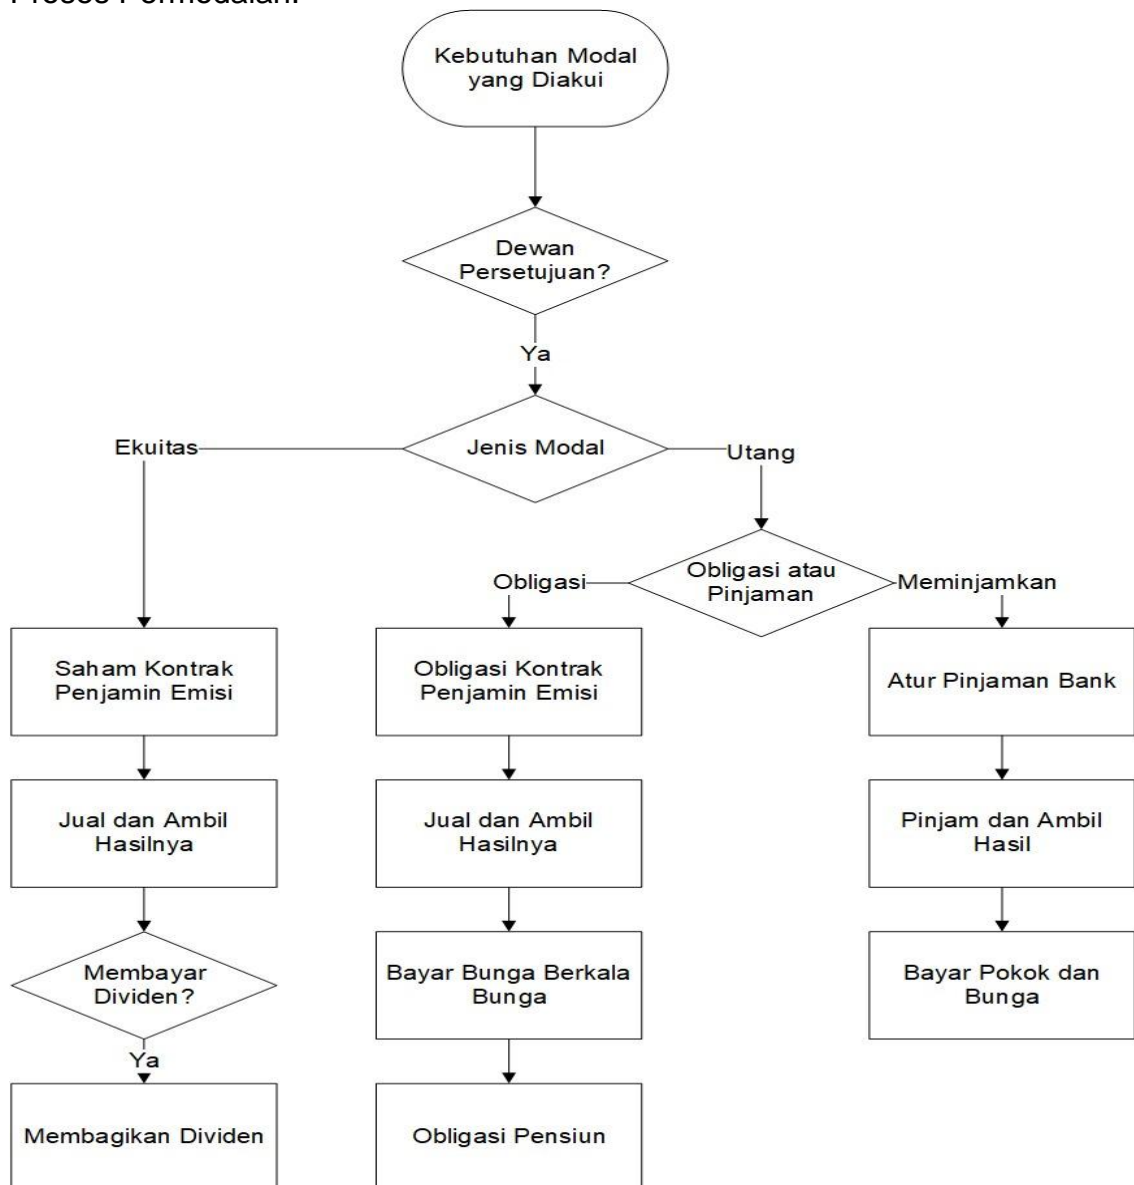 Proses Permodalan.
Kebutuhan Modal
yang Diakui
Dewan
Persetujuan?
Ya
Jenis Modal
Ekuitas
Utang
Obligasi atau
Pinjaman
Obligasi
Meminjamkan
Saham Kontrak
Penjamin Emisi
Obligasi Kontrak
Penjamin Emisi
Atur Pinjaman Bank
Jual dan Ambil
Hasilnya
Jual dan Ambil
Hasilnya
Pinjam dan Ambil
Hasil
Membayar
Dividen?
Bayar Bunga Berkala
Bunga
Bayar Pokok dan
Bunga
Ya
Membagikan Dividen
Obligasi Pensiun